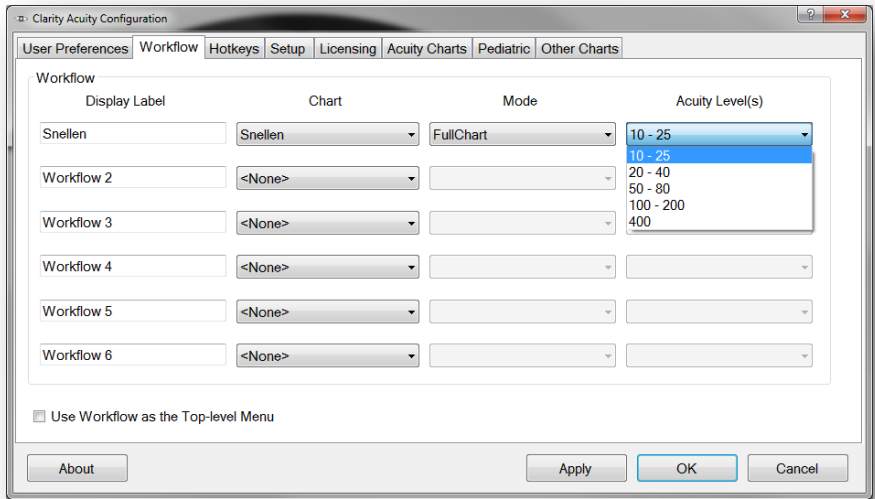 Clarity Acuity Configuration
User Preferences Workflow Hotkeys Setup Licensing Acuity Charts Pediatric Other Charts
Workflow
Display Label Chart Mode Acuity Level(s)
Snellen Snellen FullChart 10 - 25
10 - 25
Workflow 2 <None> 20 - 40
50 - 80
100 - 200
Workflow 3 <None> 400
Workflow 4 <None>
Workflow 5 <None>
Workflow 6 <None>
Use Workflow as the Top-level Menu
About Apply OK Cancel